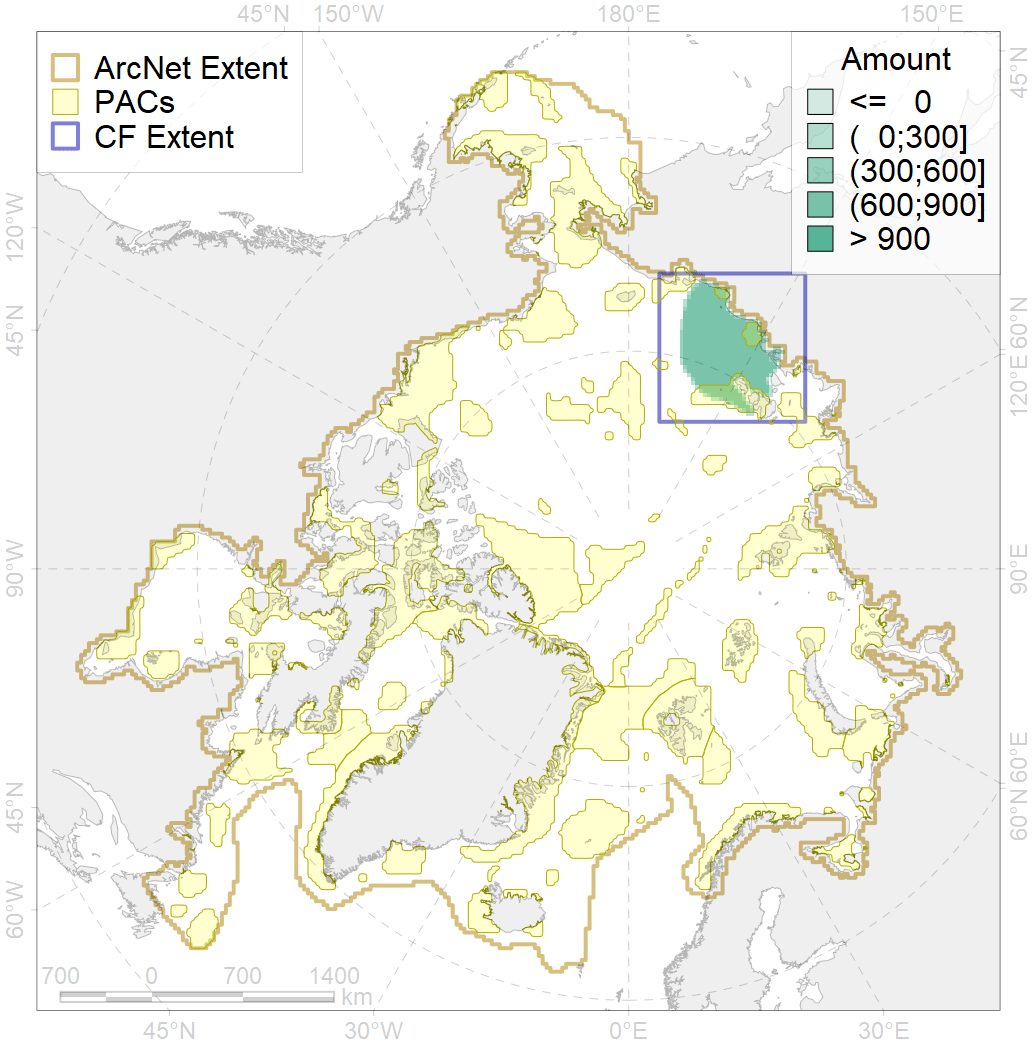 45°N 150°W 180°E 150°E
ArcNet Extent
PACs
CF Extent
Amount
<= 0
( 0;300]
(300;600]
(600;900]
> 900
120°W
45°N
90°W
45°N
60°W
45°N
60°N
120°E
90°E
60°E
60°N
700 0 700 1400
km
45°N 30°W 0°E 30°E